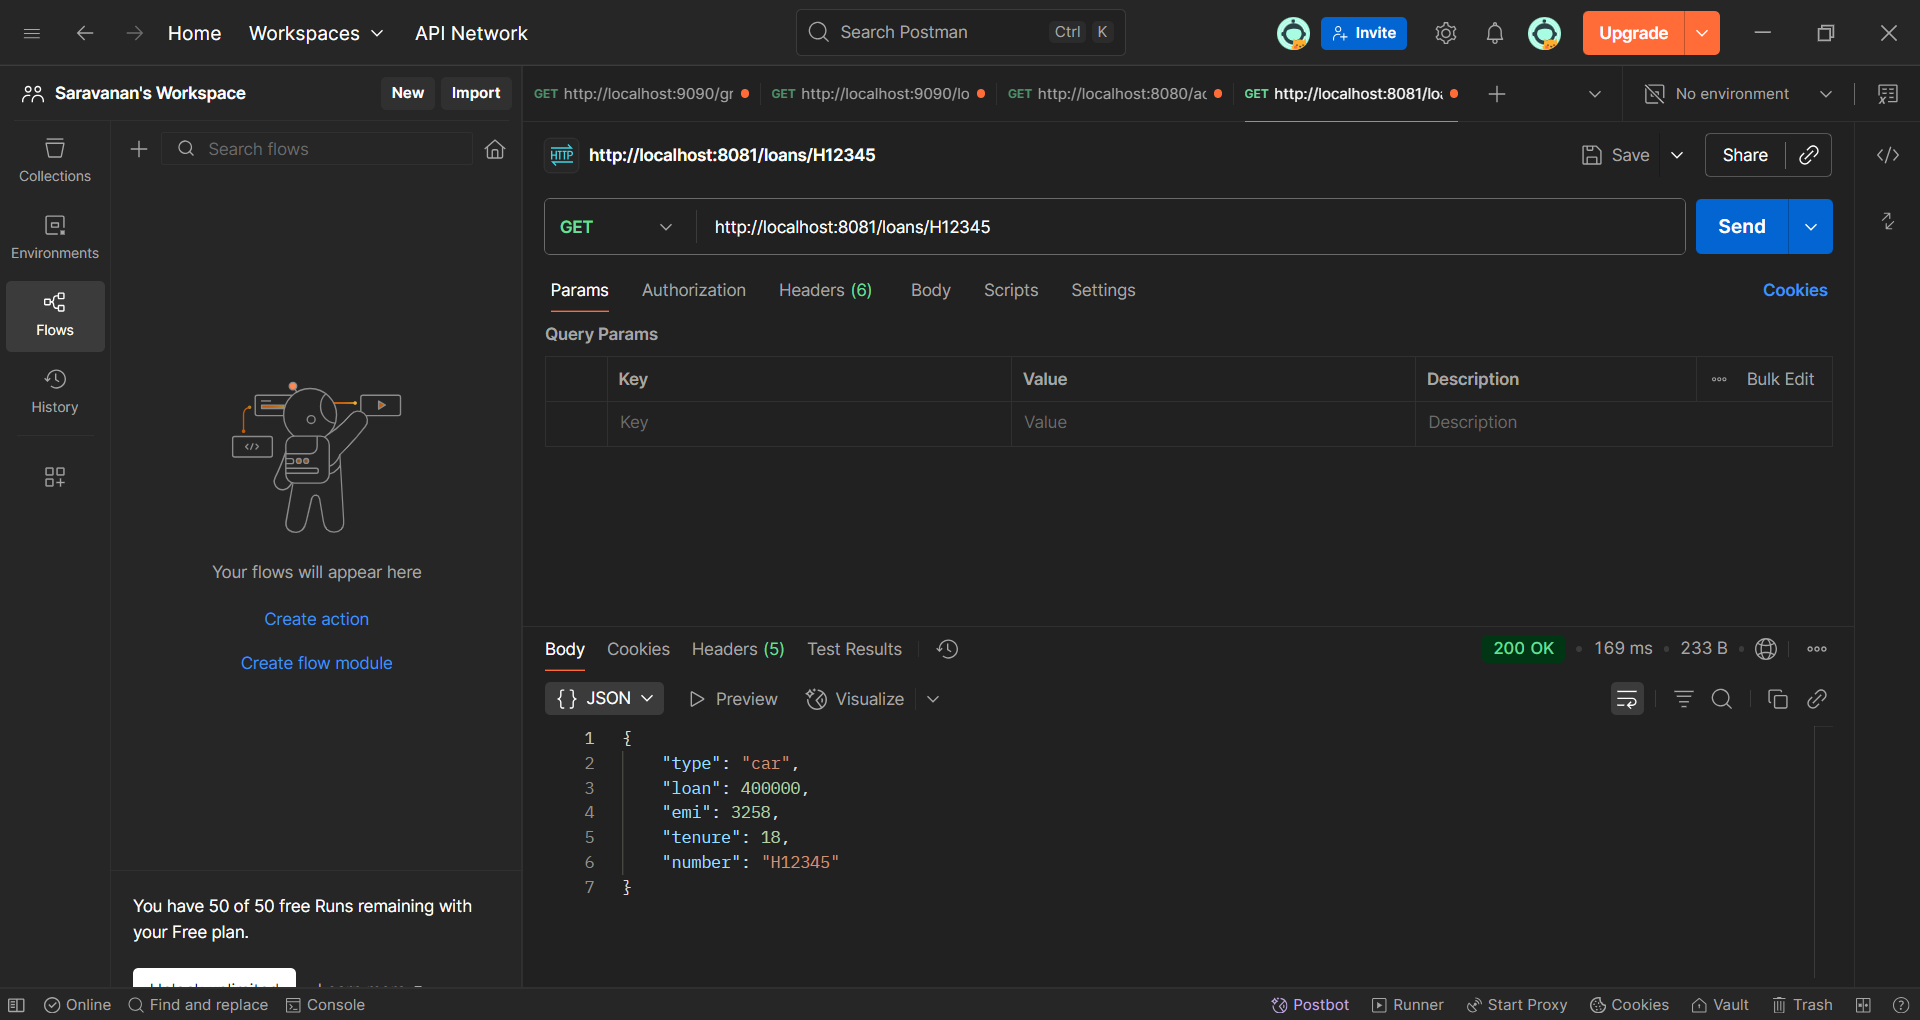 Home Workspaces API Network
Search Postman Ctrl K
Invite
Upgrade
Saravanan's Workspace New Import
GET http://localhost:9090/gr GET http://localhost:9090/lo GET http://localhost:8080/ac GET http://localhost:8081/loa
No environment
Search flows
Collections
Environments
Flows
History
HTTP http://localhost:8081/loans/H12345
Save Share
GET http://localhost:8081/loans/H12345 Send
Params Authorization Headers (6) Body Scripts Settings Cookies
Query Params
Key Value Description Bulk Edit
Key Value Description
</>
Your flows will appear here
Create action
Create flow module
Body Cookies Headers (5) Test Results 200 OK • 169 ms • 233 B
{} JSON Preview Visualize
1 {
2 "type": "car",
3 "loan": 400000,
4 "emi": 3258,
5 "tenure": 18,
6 "number": "H12345"
7 }
You have 50 of 50 free Runs remaining with
your Free plan.
Online Find and replace Console
Postbot Runner Start Proxy Cookies Vault Trash